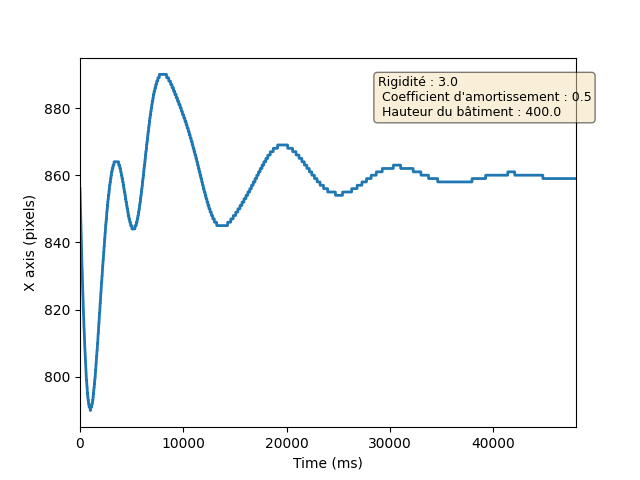 Rigidité : 3.0
Coefficient d'amortissement : 0.5
Hauteur du bâtiment : 400.0
880
860
840
820
800
X axis (pixels)
0
10000
20000
30000
40000
Time (ms)